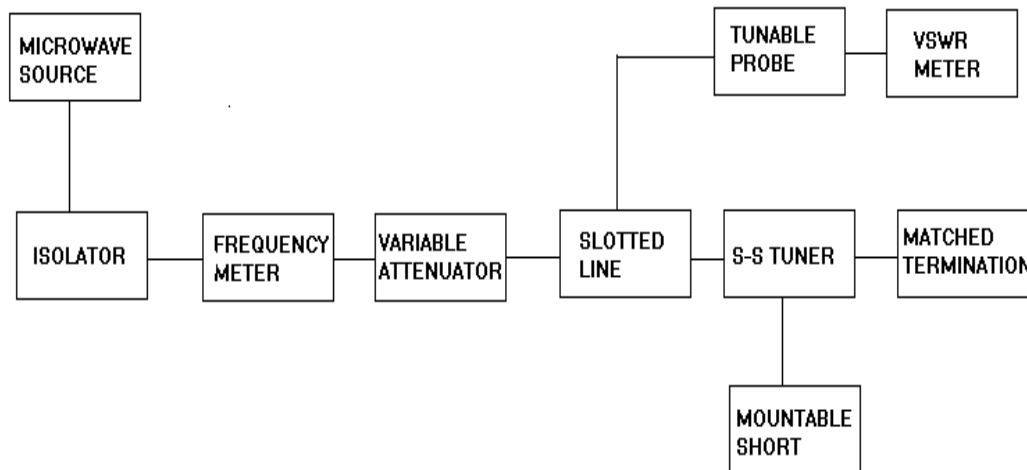 MICROWAVE
SOURCE
TUNABLE
PROBE
VSWR
METER
ISOLATOR
FREQUENCY
METER
VARIABLE
ATTENUATOR
SLOTTED
LINE
S-S TUNER
MATCHED
TERMINATION
MOUNTABLE
SHORT